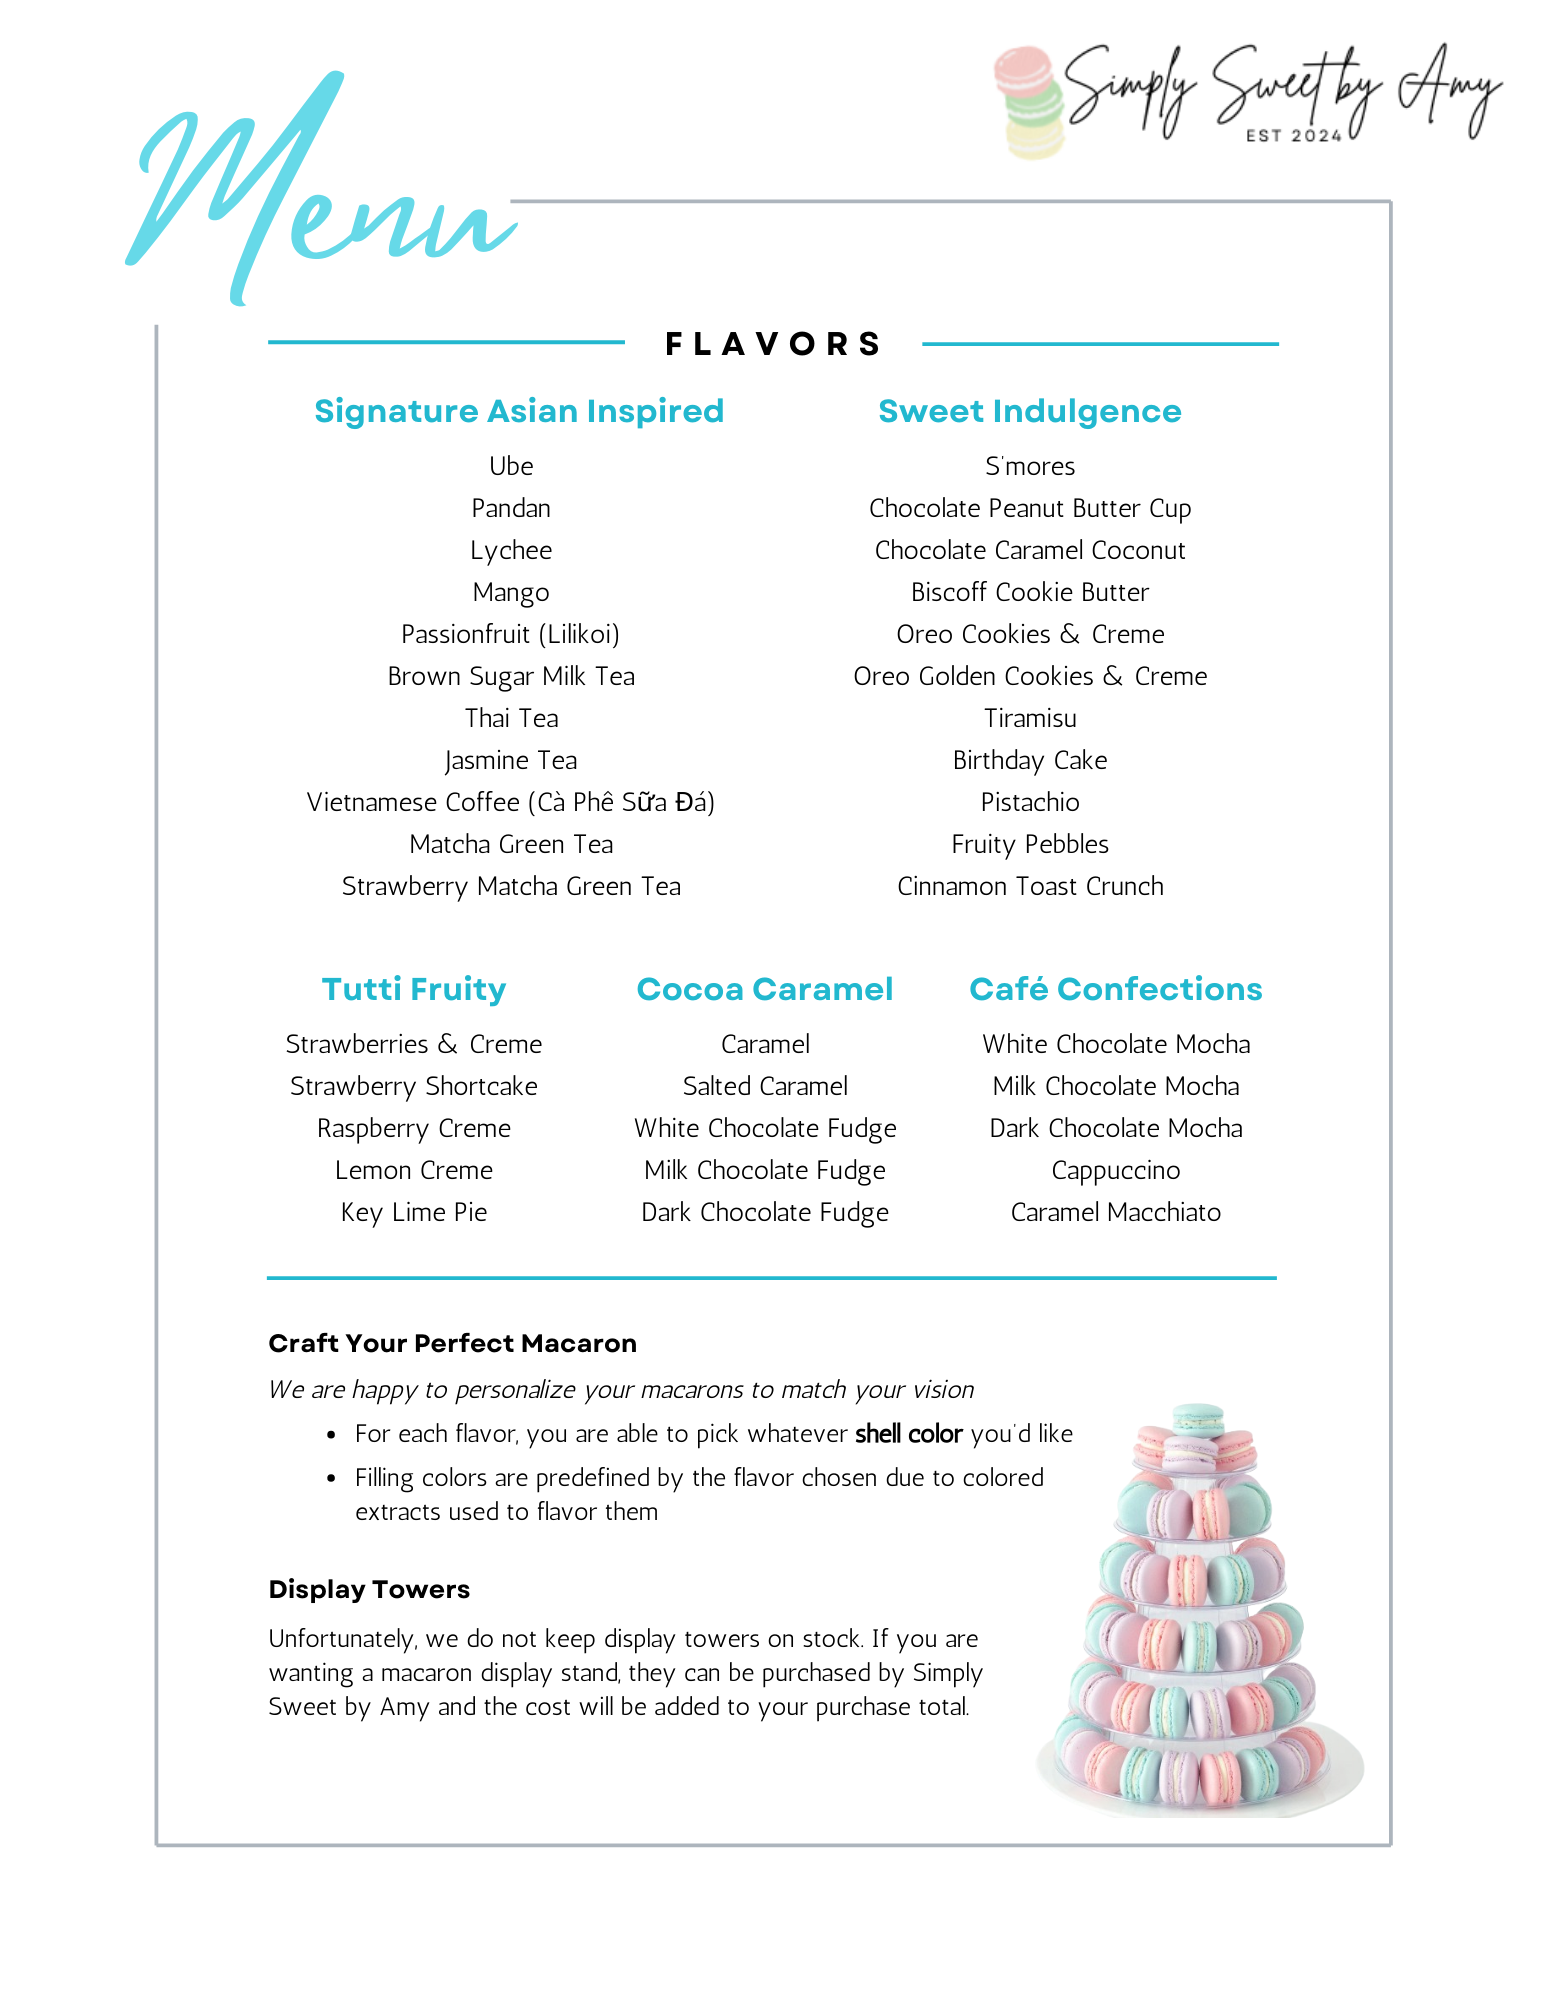 Simply Sweet by Amy
EST 2024
Menu
FLAVORS
Signature Asian Inspired
Ube
Pandan
Lychee
Mango
Passionfruit (Lilikoi)
Brown Sugar Milk Tea
Thai Tea
Jasmine Tea
Vietnamese Coffee (Cà Phê Sữa Đá)
Matcha Green Tea
Strawberry Matcha Green Tea
Sweet Indulgence
S'mores
Chocolate Peanut Butter Cup
Chocolate Caramel Coconut
Biscoff Cookie Butter
Oreo Cookies & Creme
Oreo Golden Cookies & Creme
Tiramisu
Birthday Cake
Pistachio
Fruity Pebbles
Cinnamon Toast Crunch
Tutti Fruity
Strawberries & Creme
Strawberry Shortcake
Raspberry Creme
Lemon Creme
Key Lime Pie
Cocoa Caramel
Caramel
Salted Caramel
White Chocolate Fudge
Milk Chocolate Fudge
Dark Chocolate Fudge
Café Confections
White Chocolate Mocha
Milk Chocolate Mocha
Dark Chocolate Mocha
Cappuccino
Caramel Macchiato
Craft Your Perfect Macaron
We are happy to personalize your macarons to match your vision
• For each flavor, you are able to pick whatever shell color you'd like
• Filling colors are predefined by the flavor chosen due to colored
extracts used to flavor them
Display Towers
Unfortunately, we do not keep display towers on stock. If you are
wanting a macaron display stand, they can be purchased by Simply
Sweet by Amy and the cost will be added to your purchase total.